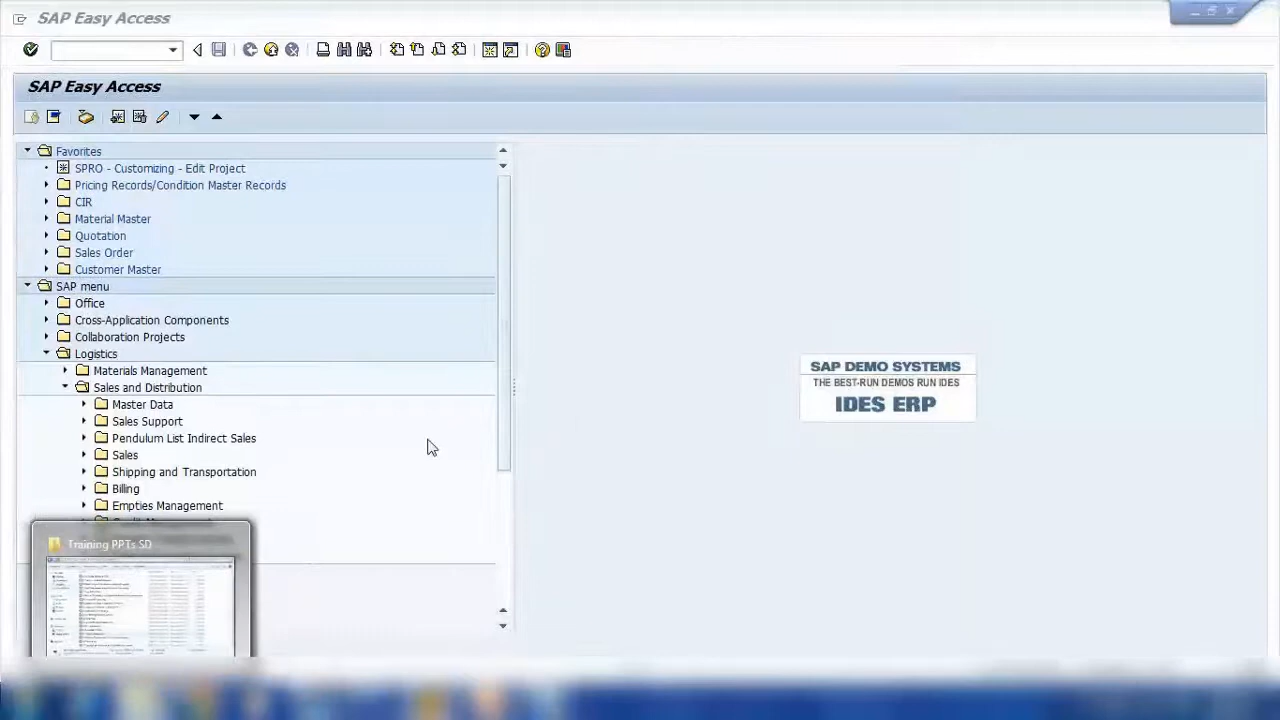 SAP Easy Access
SAP Easy Access
Favorites
SPRO - Customizing - Edit Project
Pricing Records/Condition Master Records
CIR
Material Master
Quotation
Sales Order
Customer Master
SAP menu
Office
Cross-Application Components
Collaboration Projects
Logistics
Materials Management
Sales and Distribution
Master Data
Sales Support
Pendulum List Indirect Sales
Sales
Shipping and Transportation
Billing
Empties Management
Training PPTs SD
SAP DEMO SYSTEMS
THE BEST-RUN DEMOS RUN IDES
IDES ERP